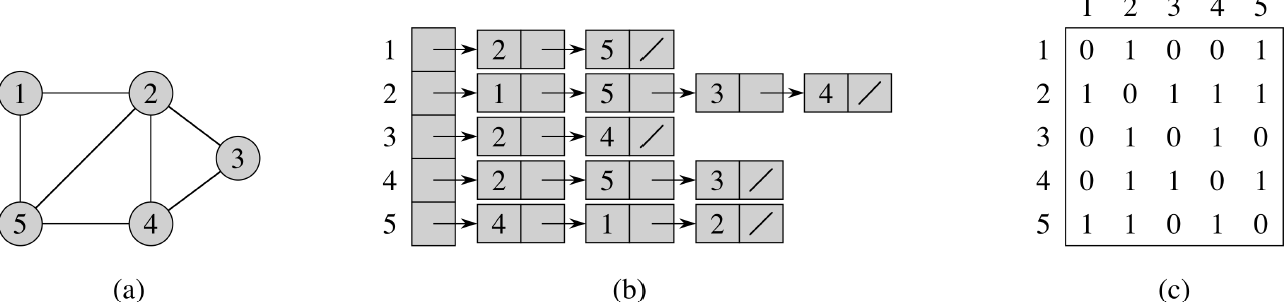 1 2
3
5 4
(a)
1 2 5
2 1 5 3 4
3 2 4
4 2 5 3
5 4 1 2
(b)
1 2 3 4 5
1 0 1 0 0 1
2 1 0 1 1 1
3 0 1 0 1 0
4 0 1 1 0 1
5 1 1 0 1 0
(c)